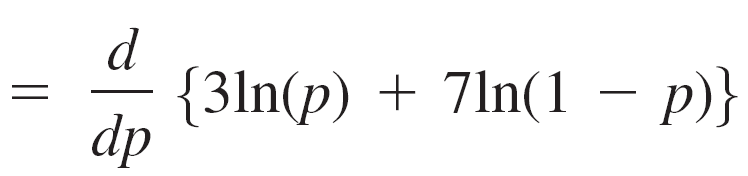 = d/dp {3ln(p) + 7ln(1 − p)}